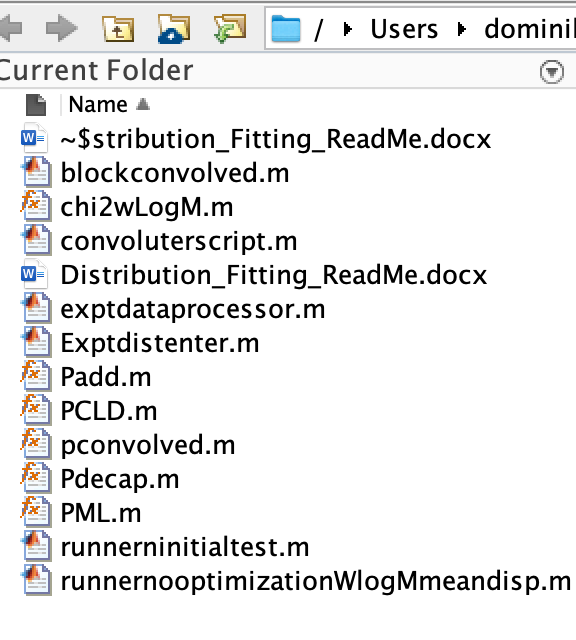 / Users dominil
Current Folder
Name
~$stribution_Fitting_ReadMe.docx
blockconvolved.m
chi2wLogM.m
convoluterscript.m
Distribution_Fitting_ReadMe.docx
exptdataprocessor.m
Exptdistenter.m
Padd.m
PCLD.m
pconvolved.m
Pdecap.m
PML.m
runnerninitialtest.m
runnernooptimizationWlogMmeandisp.m